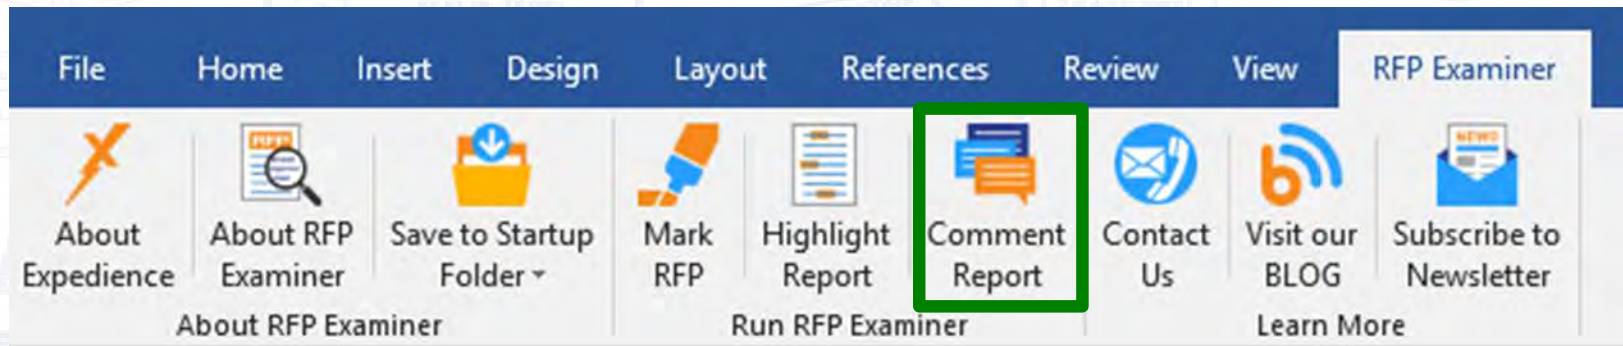 File Home Insert Design Layout References Review View RFP Examiner
About Expedience
About RFP Examiner
Save to Startup Folder
Mark RFP
Highlight Report
Comment Report
Contact Us
Visit our BLOG
NEWS
Subscribe to Newsletter
About RFP Examiner
Run RFP Examiner
Learn More